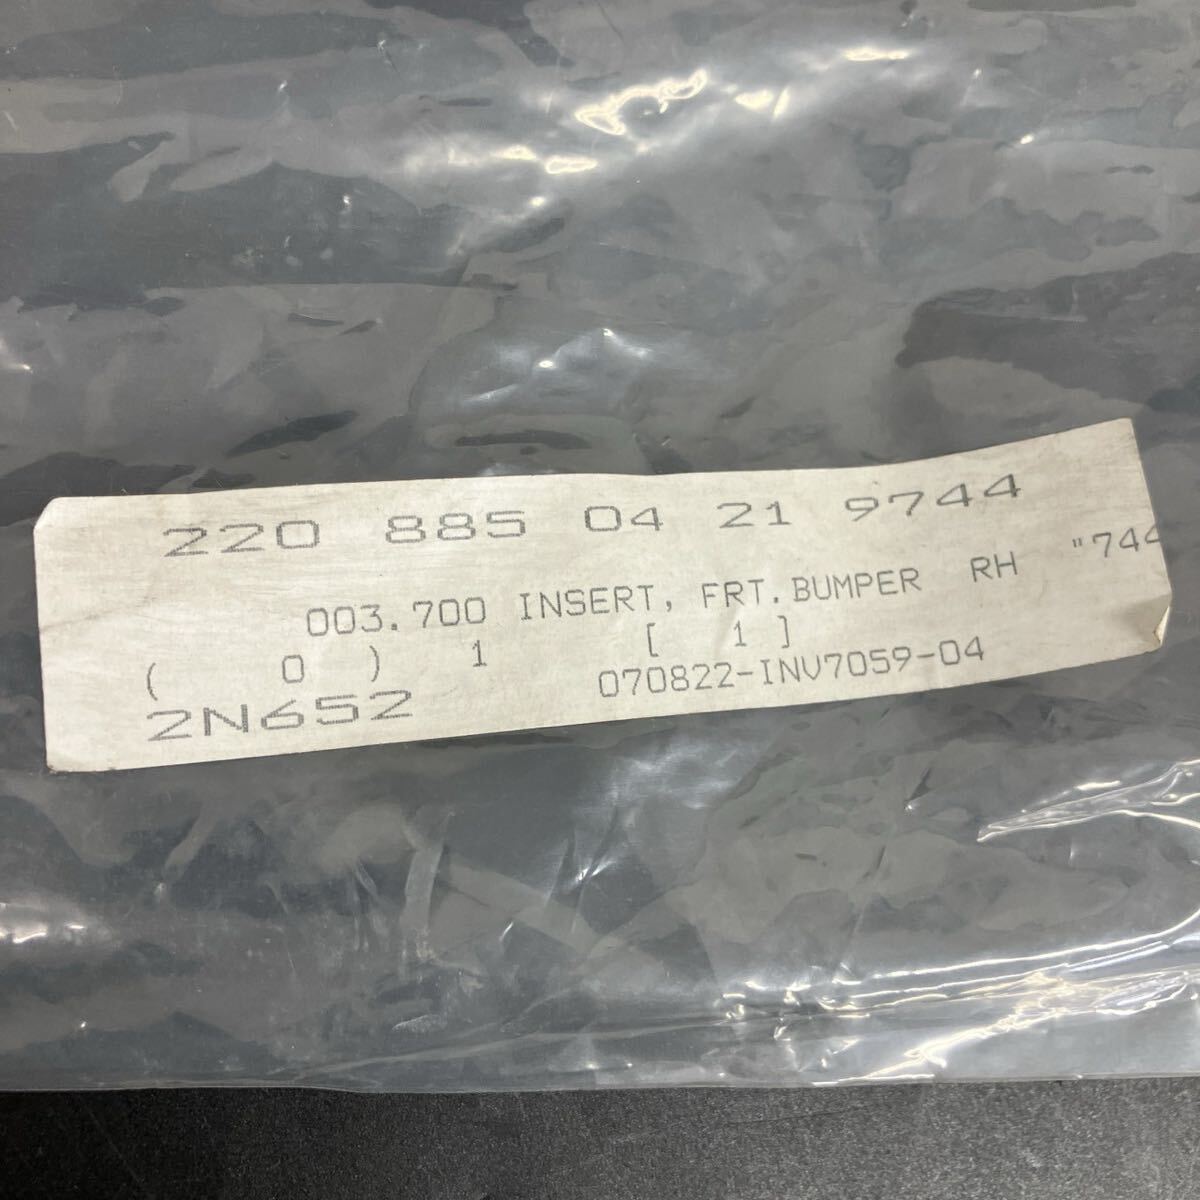 220 885 04 21 9744
003.700 INSERT, FRT.BUMPER RH "744
( 0 ) 1 [ 1 ]
2N652 070822-INV7059-04